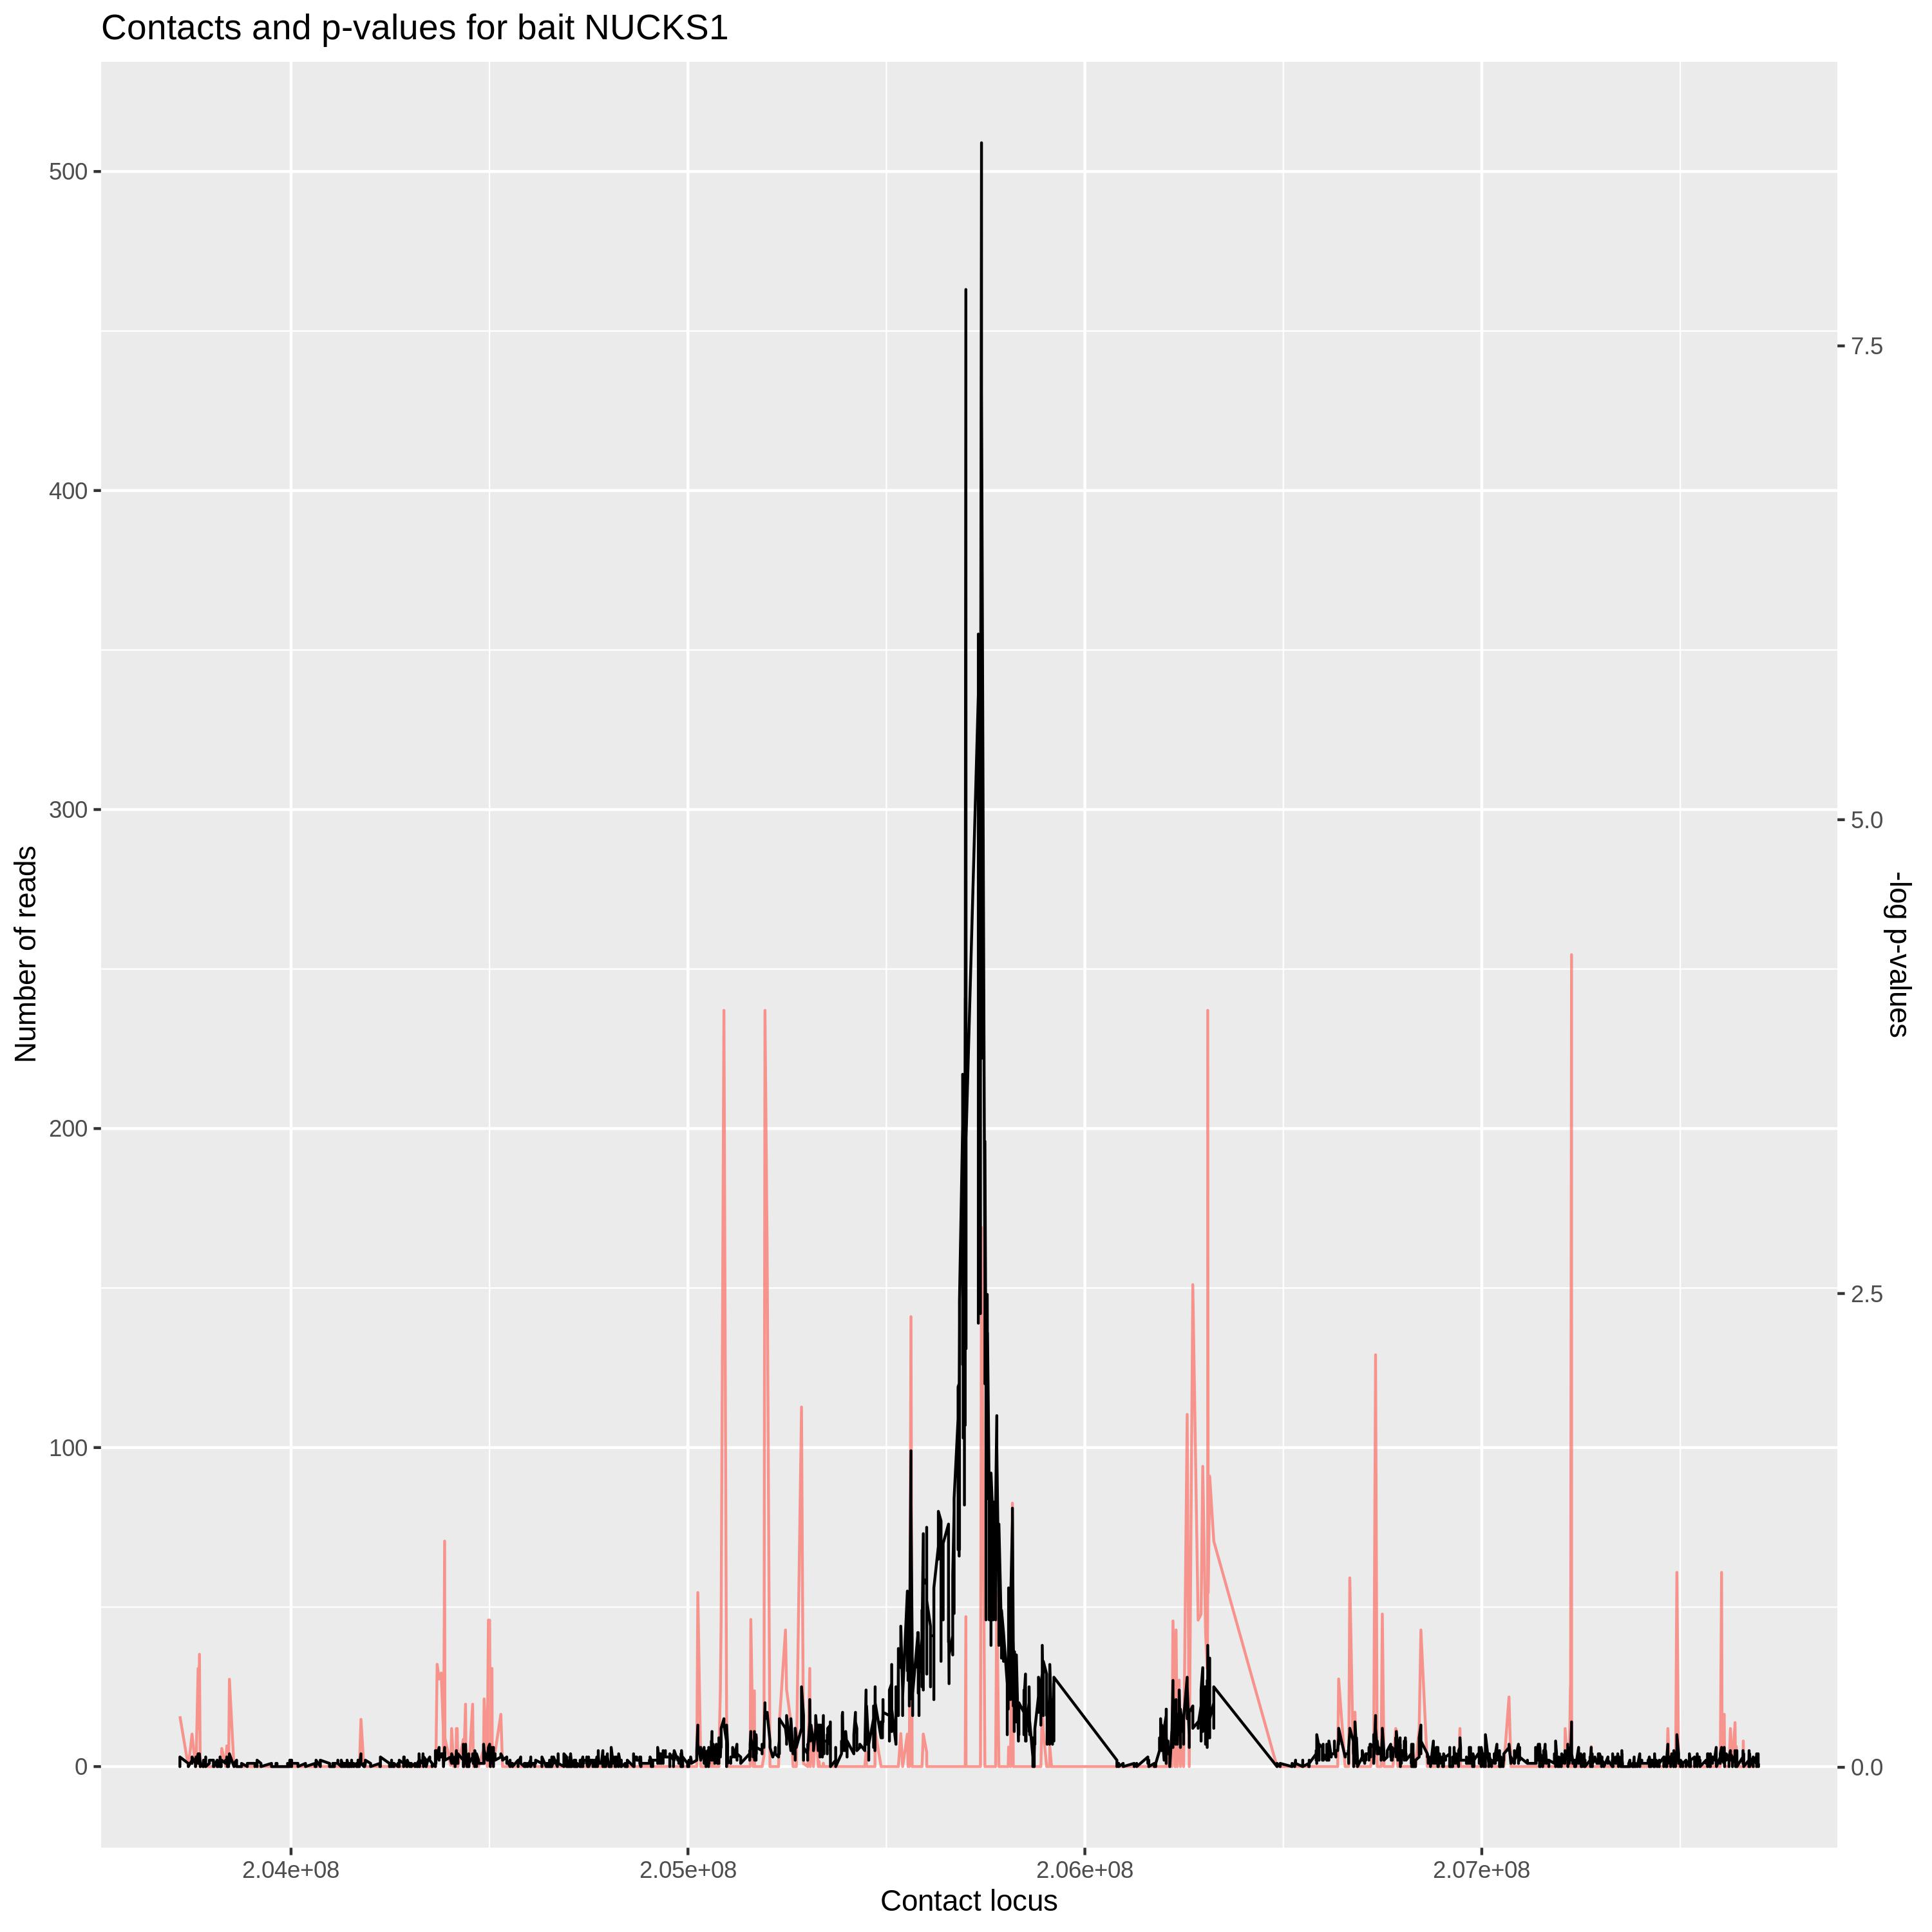 Contacts and p-values for bait NUCKS1
500
400
300
200
100
0
Number of reads
7.5
5.0
2.5
0.0
-log p-values
2.04e+08
2.05e+08
2.06e+08
2.07e+08
Contact locus